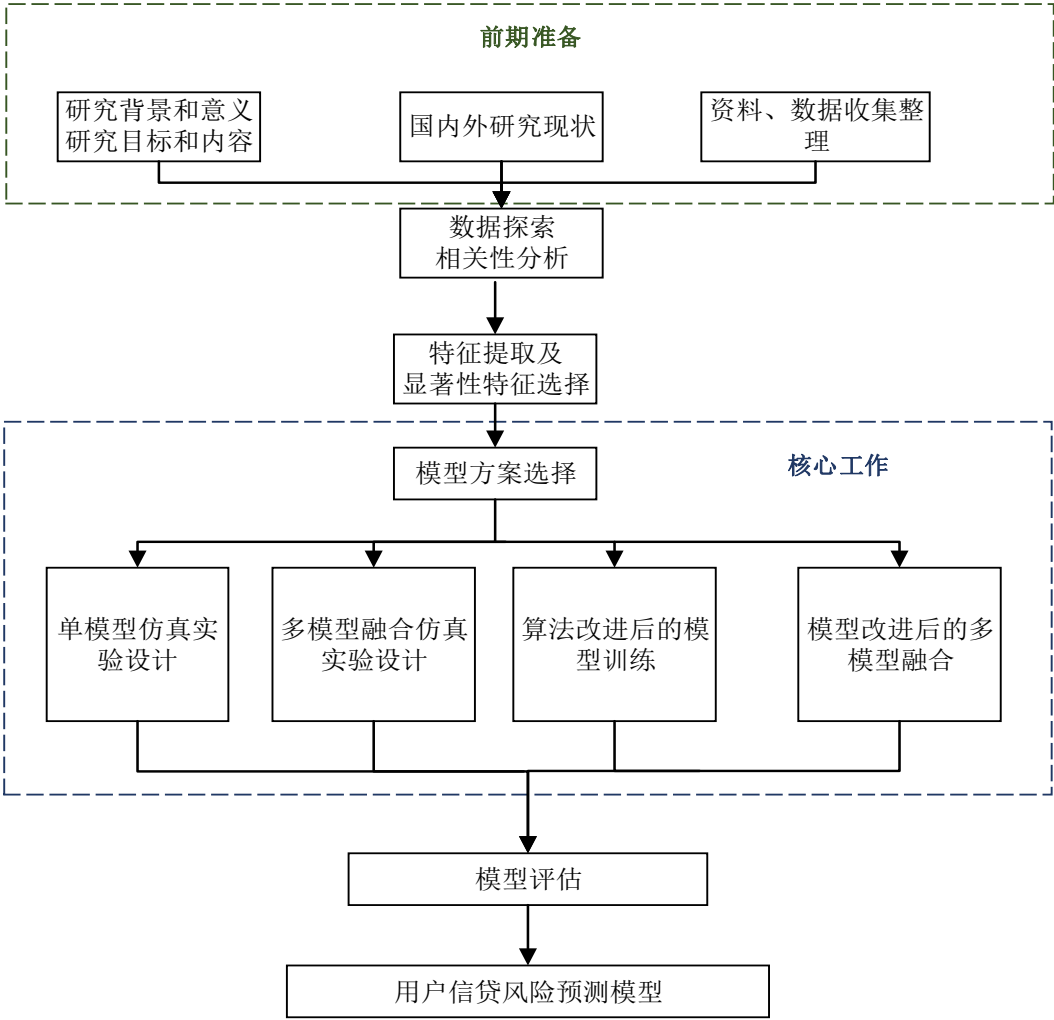 前期准备
研究背景和意义
研究目标和内容
国内外研究现状
资料、数据收集整
理
数据探索
相关性分析
特征提取及
显著性特征选择
核心工作
模型方案选择
单模型仿真实
验设计
多模型融合仿真
实验设计
算法改进后的模
型训练
模型改进后的多
模型融合
模型评估
用户信贷风险预测模型